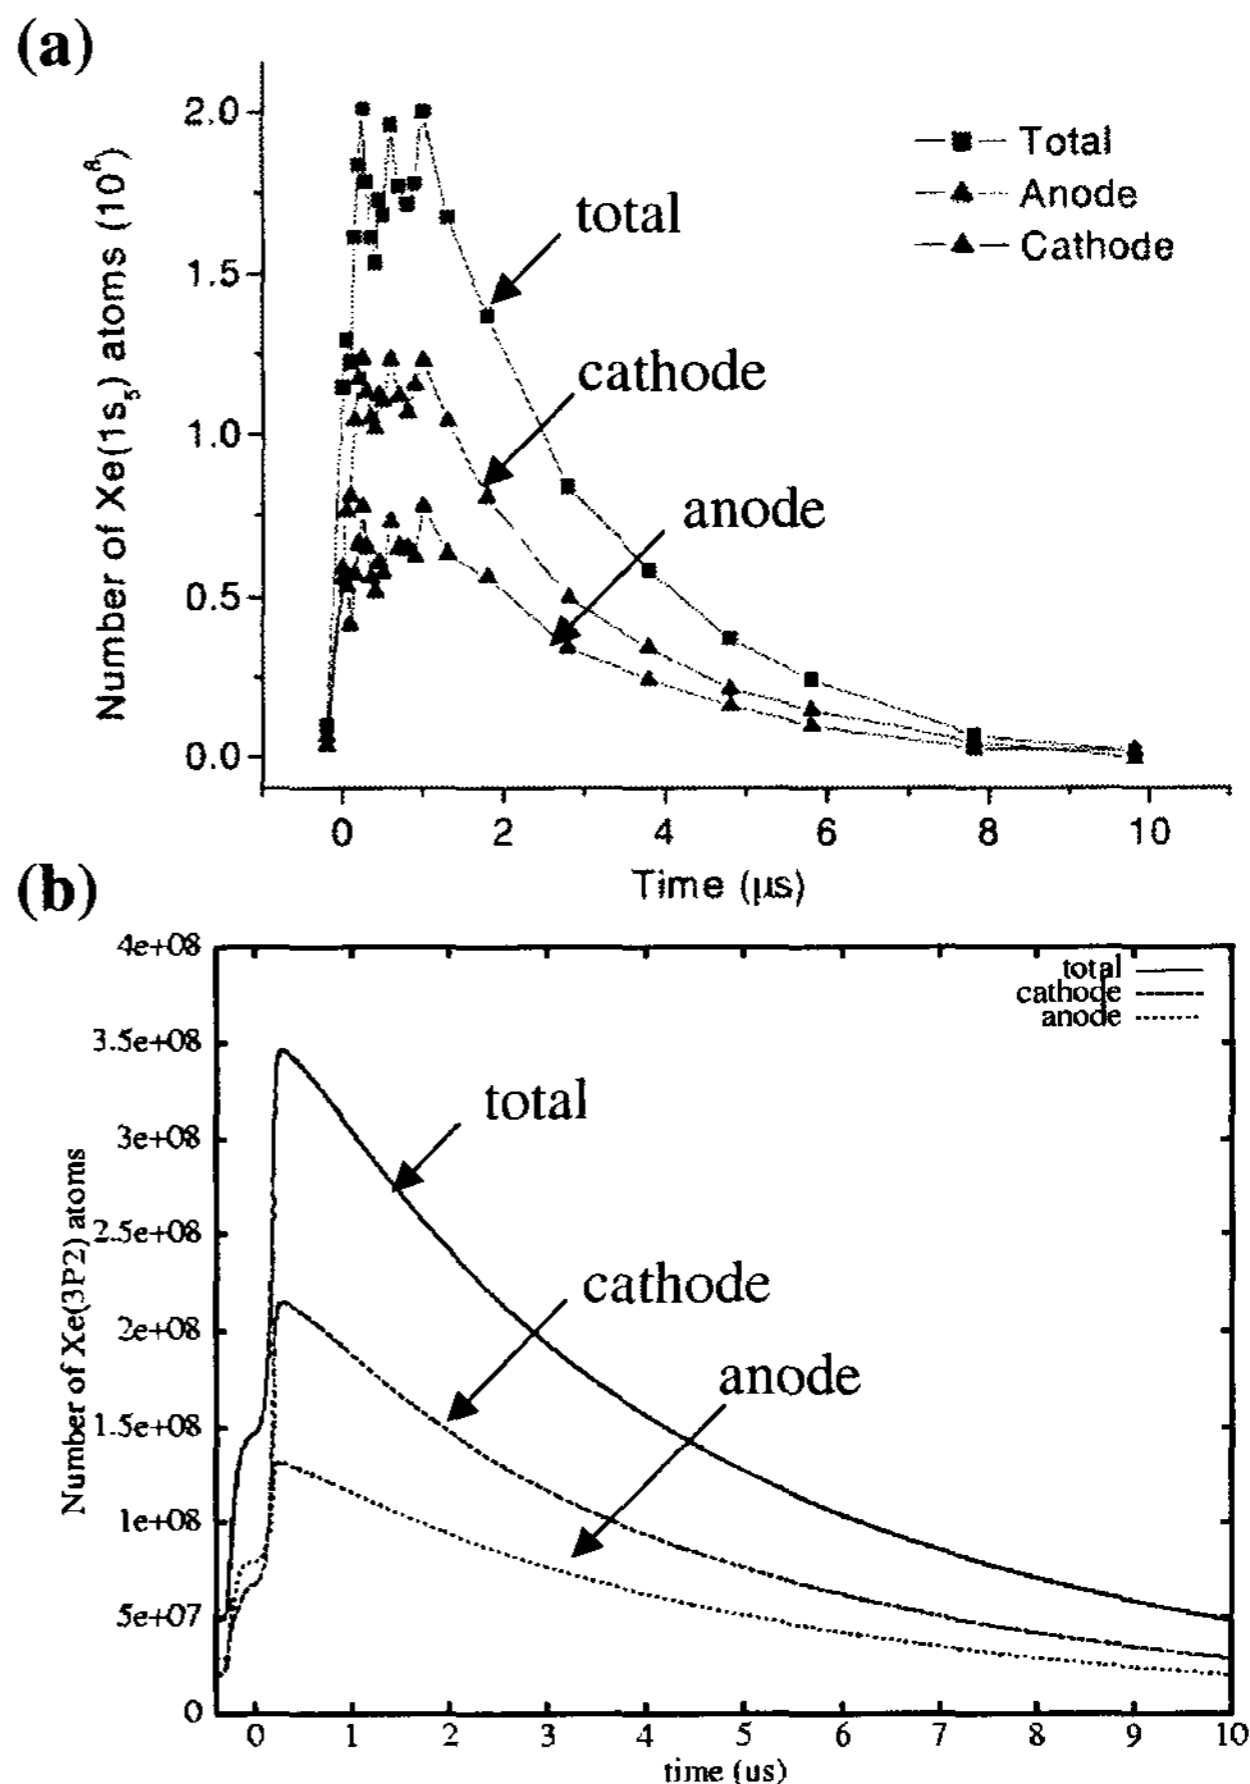 (a)
2.0
1.5
1.0
0.5
0.0
Number of Xe(1s₅) atoms (10⁸)
Total
Anode
Cathode
total
cathode
anode
0 2 4 6 8 10
Time (μs)
(b)
4e+08
3.5e+08
3e+08
2.5e+08
2e+08
1.5e+08
1e+08
5e+07
0
Number of Xe(3P2) atoms
total
cathode
anode
total
cathode
anode
0 1 2 3 4 5 6 7 8 9 10
time (us)